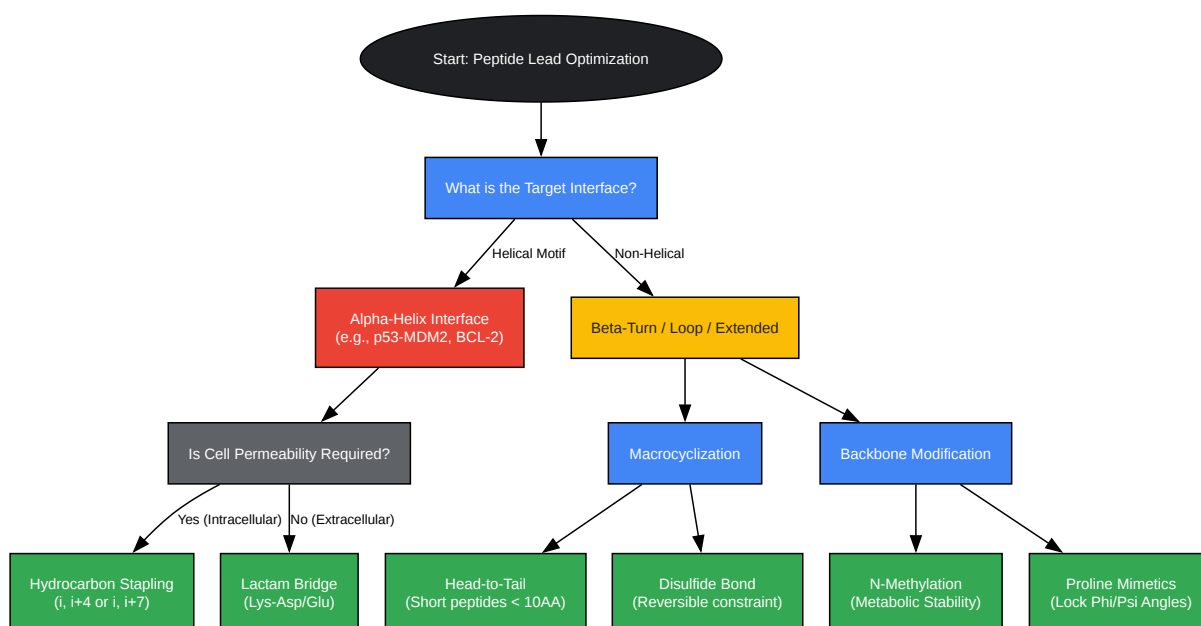 Start: Peptide Lead Optimization
What is the Target Interface?
Helical Motif
Non-Helical
Alpha-Helix Interface
(e.g., p53-MDM2, BCL-2)
Beta-Turn / Loop / Extended
Is Cell Permeability Required?
Macrocyclization
Backbone Modification
Yes (Intracellular)
No (Extracellular)
Hydrocarbon Stapling
(i, i+4 or i, i+7)
Lactam Bridge
(Lys-Asp/Glu)
Head-to-Tail
(Short peptides < 10AA)
Disulfide Bond
(Reversible constraint)
N-Methylation
(Metabolic Stability)
Proline Mimetics
(Lock Phi/Psi Angles)